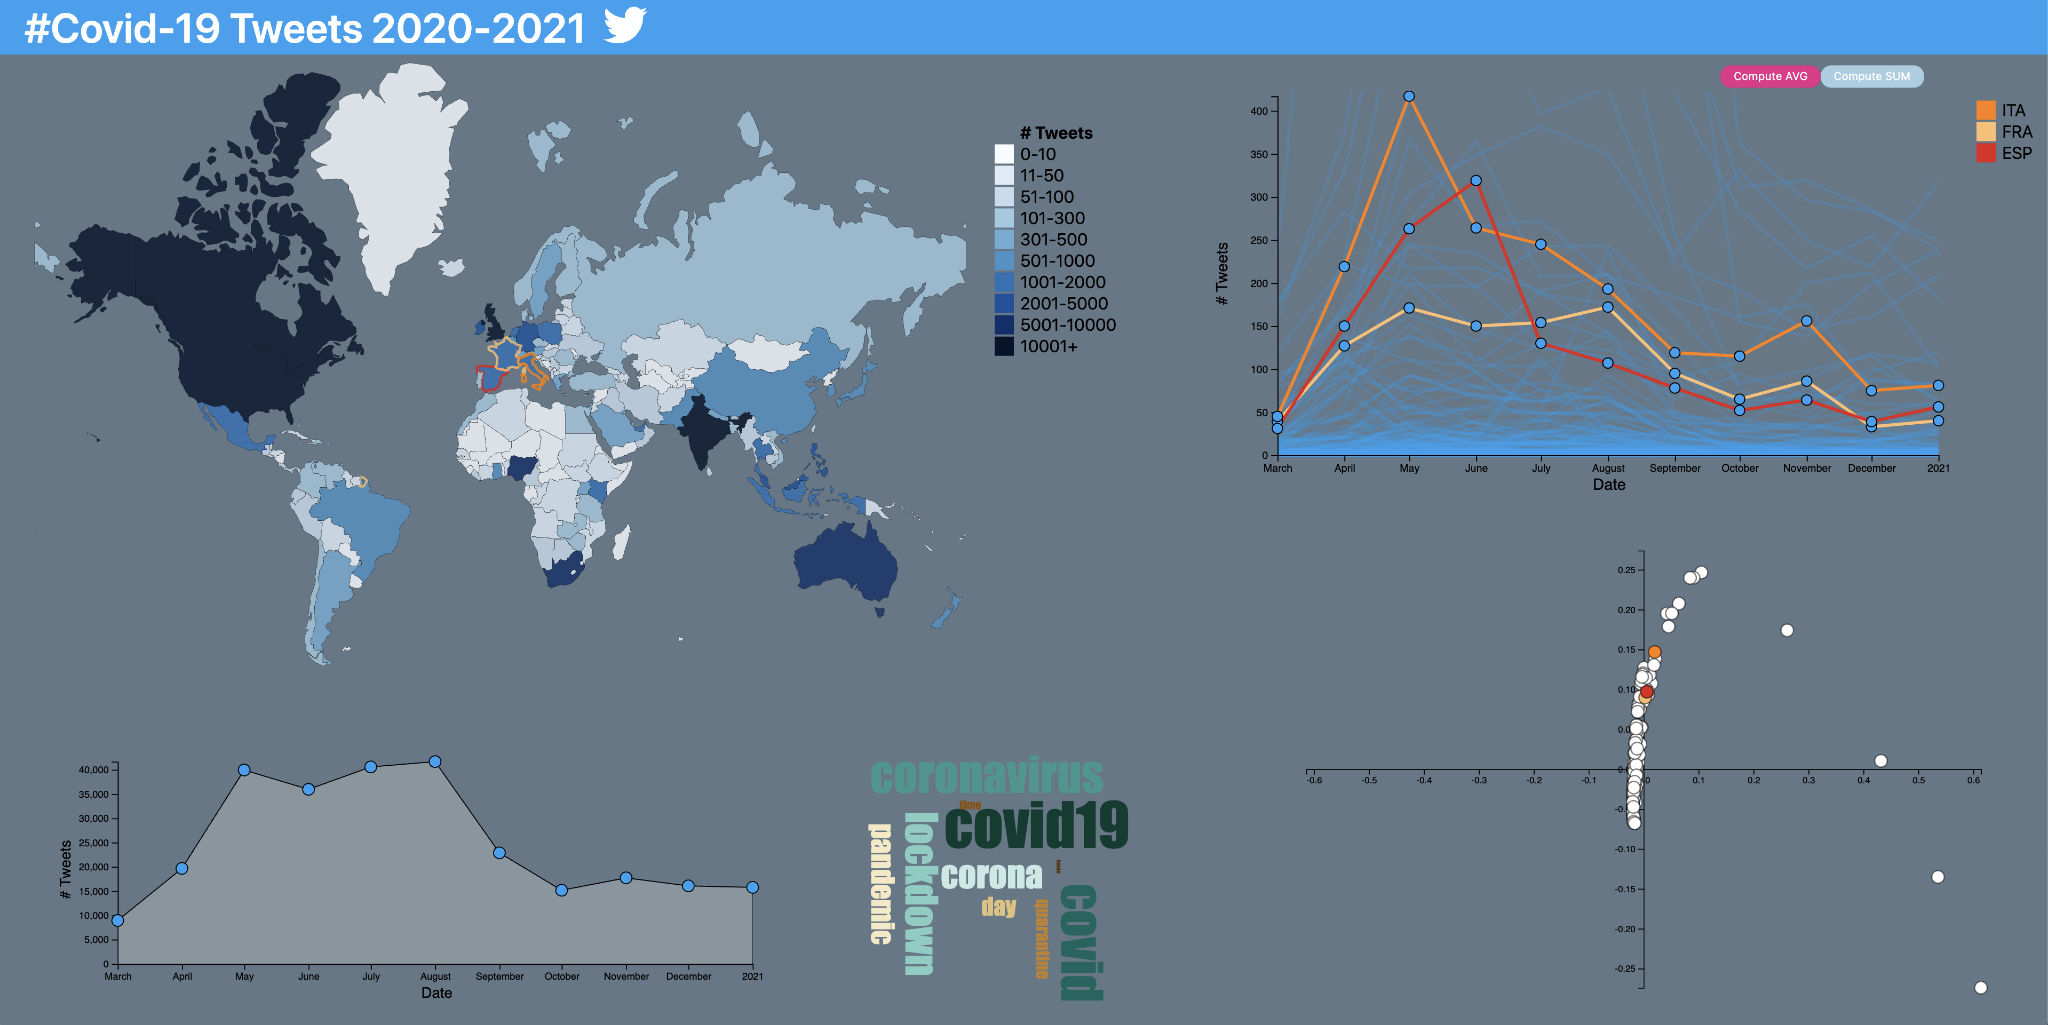 #Covid-19 Tweets 2020-2021
# Tweets
0-10
11-50
51-100
101-300
301-500
501-1000
1001-2000
2001-5000
5001-10000
10001+
Compute AVG
Compute SUM
ITA
FRA
ESP
# Tweets
400
350
300
250
200
150
100
50
0
March April May June July August September October November December 2021
Date
# Tweets
40,000
35,000
30,000
25,000
20,000
15,000
10,000
5,000
0
March April May June July August September October November December 2021
Date
coronavirus
time
covid19
pandemic
lockdown
corona
day
quarantine
covid
0.25
0.20
0.15
0.10
-0.6 -0.5 -0.4 -0.3 -0.2 -0.1 0.1 0.2 0.3 0.4 0.5 0.6
-0.10
-0.15
-0.20
-0.25